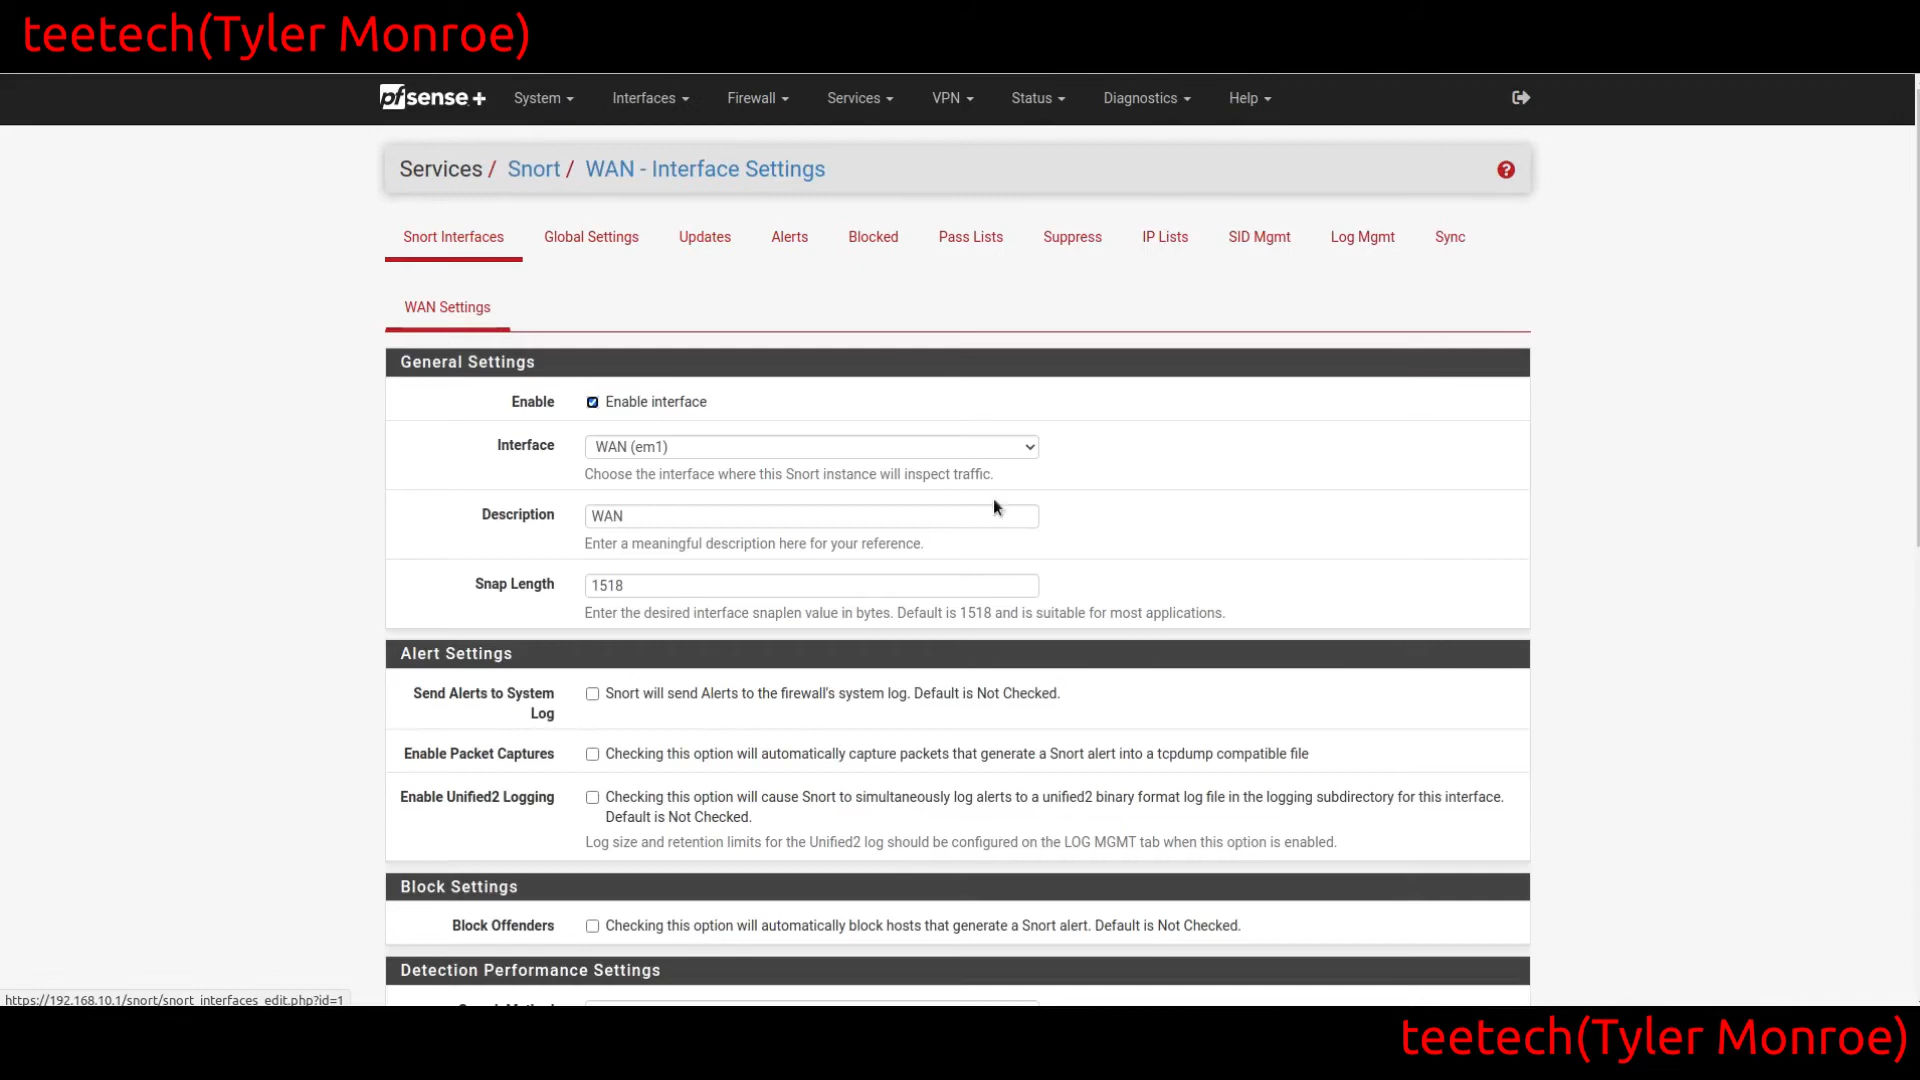 teetech(Tyler Monroe)
pfsense+ System Interfaces Firewall Services VPN Status Diagnostics Help
Services / Snort / WAN - Interface Settings
Snort Interfaces Global Settings Updates Alerts Blocked Pass Lists Suppress IP Lists SID Mgmt Log Mgmt Sync
WAN Settings
General Settings
Enable Enable interface
Interface WAN (em1)
Choose the interface where this Snort instance will inspect traffic.
Description WAN
Enter a meaningful description here for your reference.
Snap Length 1518
Enter the desired interface snaplen value in bytes. Default is 1518 and is suitable for most applications.
Alert Settings
Send Alerts to System Snort will send Alerts to the firewall's system log. Default is Not Checked.
Log
Enable Packet Captures Checking this option will automatically capture packets that generate a Snort alert into a tcpdump compatible file
Enable Unified2 Logging Checking this option will cause Snort to simultaneously log alerts to a unified2 binary format log file in the logging subdirectory for this interface.
Default is Not Checked.
Log size and retention limits for the Unified2 log should be configured on the LOG MGMT tab when this option is enabled.
Block Settings
Block Offenders Checking this option will automatically block hosts that generate a Snort alert. Default is Not Checked.
Detection Performance Settings
https://192.168.10.1/snort/snort_interfaces_edit.php?id=1
teetech(Tyler Monroe)